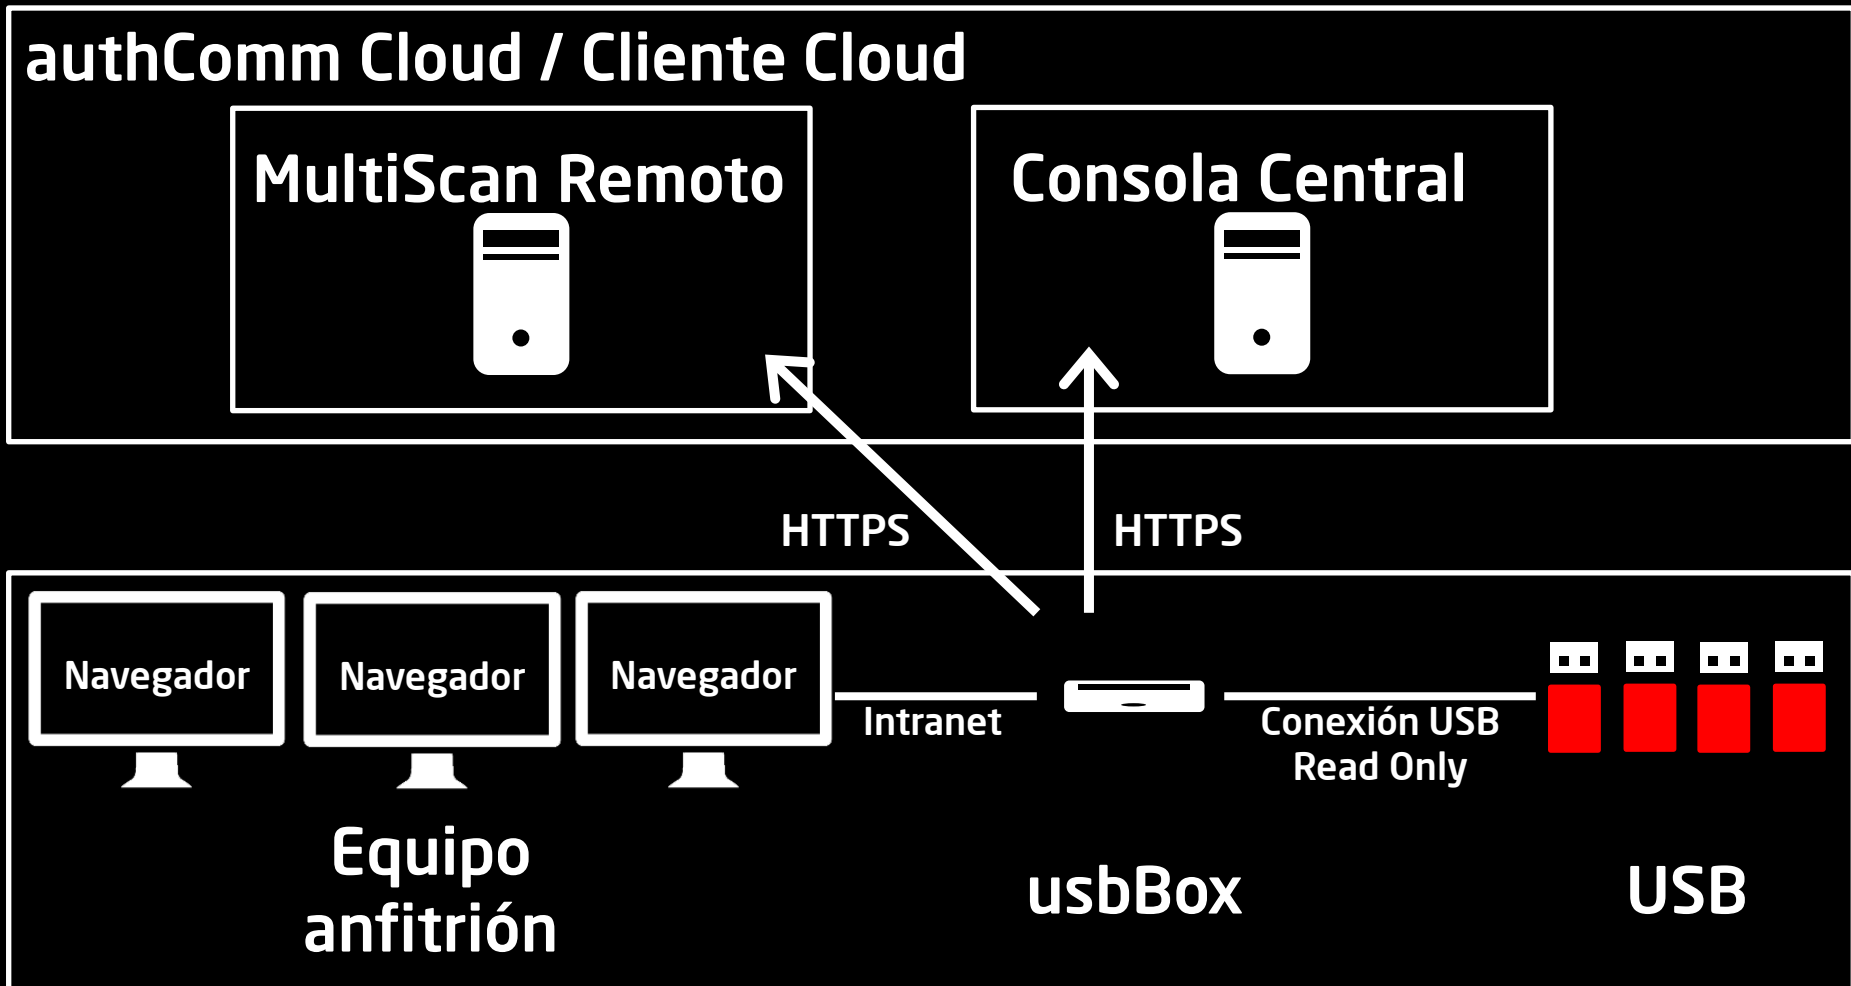 authComm Cloud / Cliente Cloud
MultiScan Remoto
Consola Central
HTTPS
HTTPS
Navegador
Navegador
Navegador
Intranet
Conexión USB
Read Only
Equipo
anfitrión
usbBox
USB